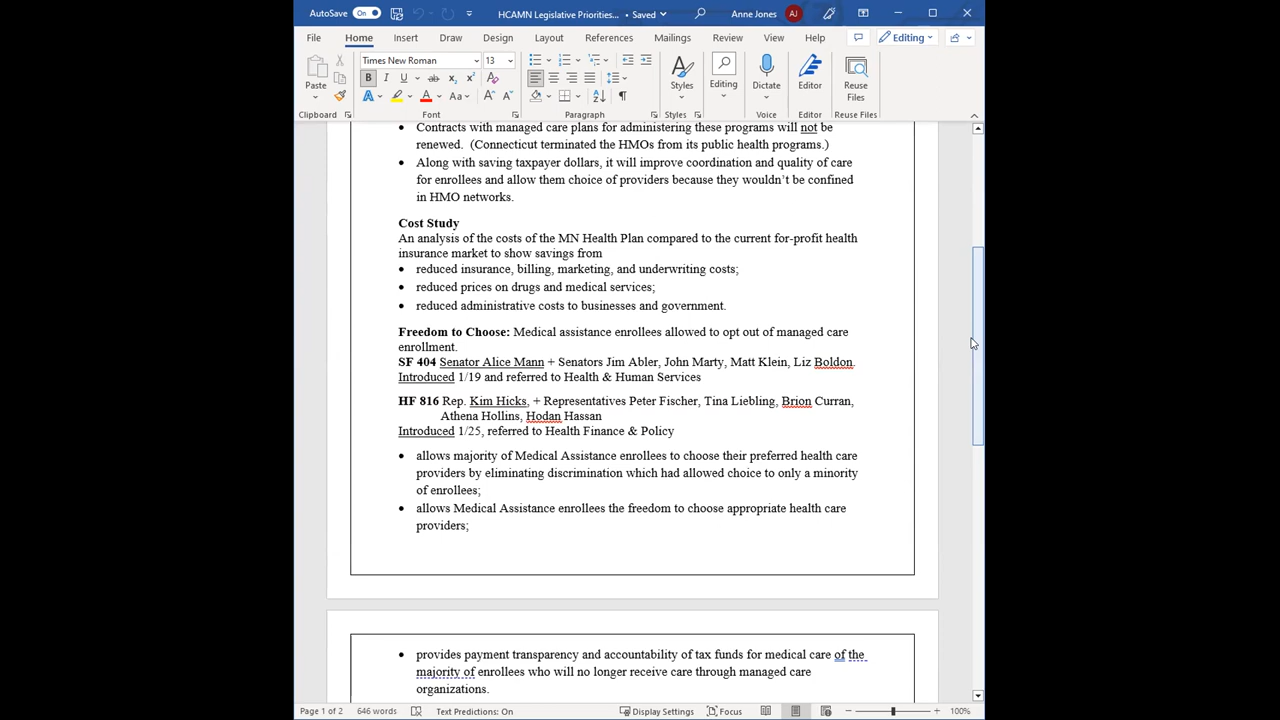 AutoSave On HCAMN Legislative Priorities... • Saved Anne Jones AJ
File Home Insert Draw Design Layout References Mailings Review View Help Editing
Times New Roman 13
Paste Styles Editing Dictate Editor Reuse Files
Clipboard Font Paragraph Styles Voice Editor Reuse Files
Contracts with managed care plans for administering these programs will not be
renewed. (Connecticut terminated the HMOs from its public health programs.)
Along with saving taxpayer dollars, it will improve coordination and quality of care
for enrollees and allow them choice of providers because they wouldn't be confined
in HMO networks.
Cost Study
An analysis of the costs of the MN Health Plan compared to the current for-profit health
insurance market to show savings from
• reduced insurance, billing, marketing, and underwriting costs;
• reduced prices on drugs and medical services;
• reduced administrative costs to businesses and government.
Freedom to Choose: Medical assistance enrollees allowed to opt out of managed care
enrollment.
SF 404 Senator Alice Mann + Senators Jim Abler, John Marty, Matt Klein, Liz Boldon.
Introduced 1/19 and referred to Health & Human Services
HF 816 Rep. Kim Hicks, + Representatives Peter Fischer, Tina Liebling, Brion Curran,
Athena Hollins, Hodan Hassan
Introduced 1/25, referred to Health Finance & Policy
• allows majority of Medical Assistance enrollees to choose their preferred health care
providers by eliminating discrimination which had allowed choice to only a minority
of enrollees;
• allows Medical Assistance enrollees the freedom to choose appropriate health care
providers;
• provides payment transparency and accountability of tax funds for medical care of the
majority of enrollees who will no longer receive care through managed care
organizations.
Page 1 of 2 646 words Text Predictions: On Display Settings Focus 100%